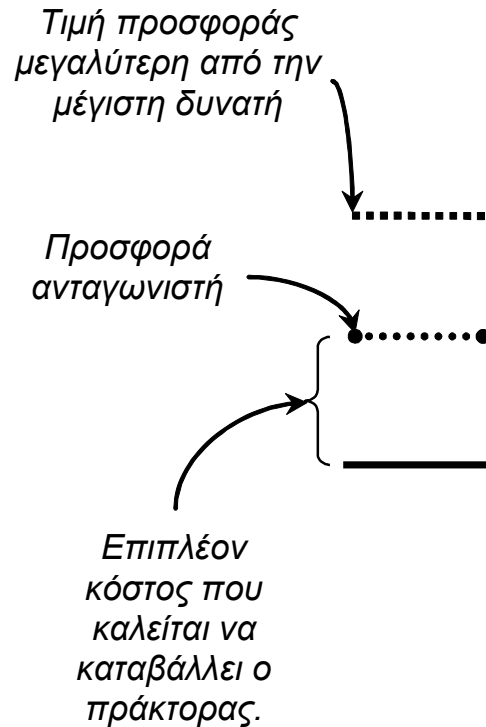 Τιμή προσφοράς
μεγαλύτερη από την
μέγιστη δυνατή
Προσφορά
ανταγωνιστή
Επιπλέον
κόστος που
καλείται να
καταβάλλει ο
πράκτορας.